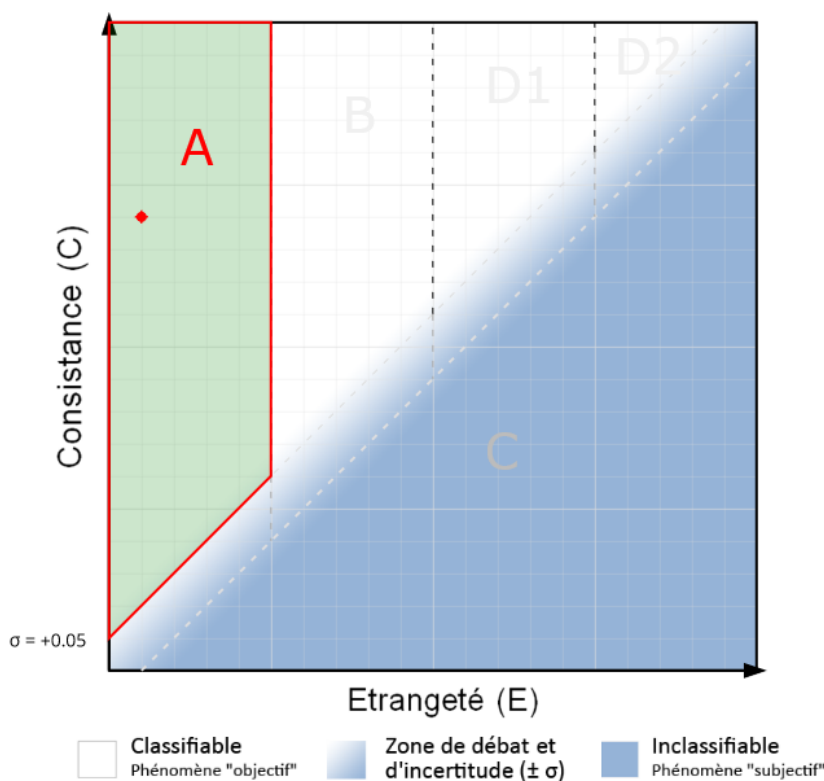 A
B
D1
D2
C
Consistance (C)
σ = +0.05
Etrangeté (E)
Classifiable
Phénomène "objectif"
Zone de débat et
d'incertitude (± σ)
Inclassifiable
Phénomène "subjectif"